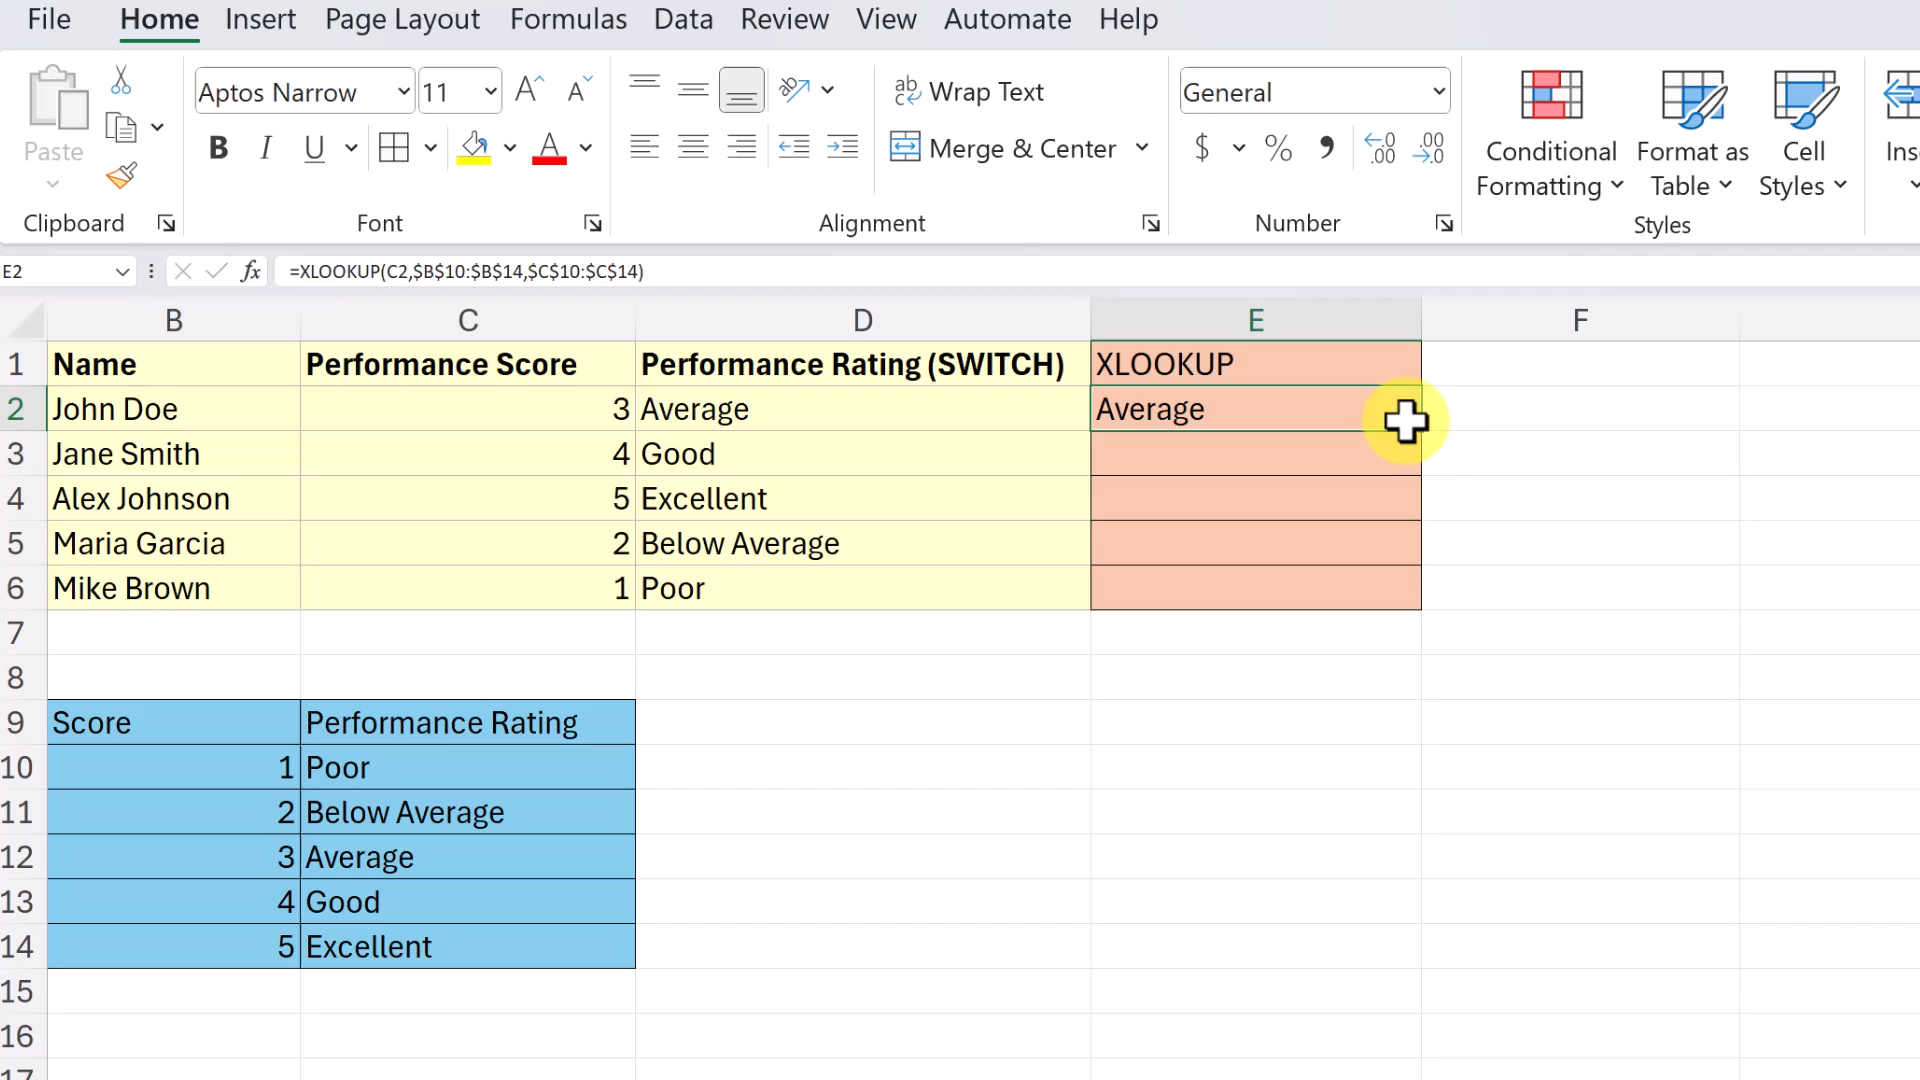 File Home Insert Page Layout Formulas Data Review View Automate Help
Paste
Clipboard
Aptos Narrow 11 A A
B I U A
Font
ab c Wrap Text
Merge & Center
Alignment
General
$ % , .00 .00
Number
Conditional Formatting
Format as Table
Cell Styles
Styles
E2 fx =XLOOKUP(C2,$B$10:$B$14,$C$10:$C$14)
B C D E F
1 Name Performance Score Performance Rating (SWITCH) XLOOKUP
2 John Doe 3 Average Average
3 Jane Smith 4 Good
4 Alex Johnson 5 Excellent
5 Maria Garcia 2 Below Average
6 Mike Brown 1 Poor
7
8
9 Score Performance Rating
10 1 Poor
11 2 Below Average
12 3 Average
13 4 Good
14 5 Excellent
15
16
17